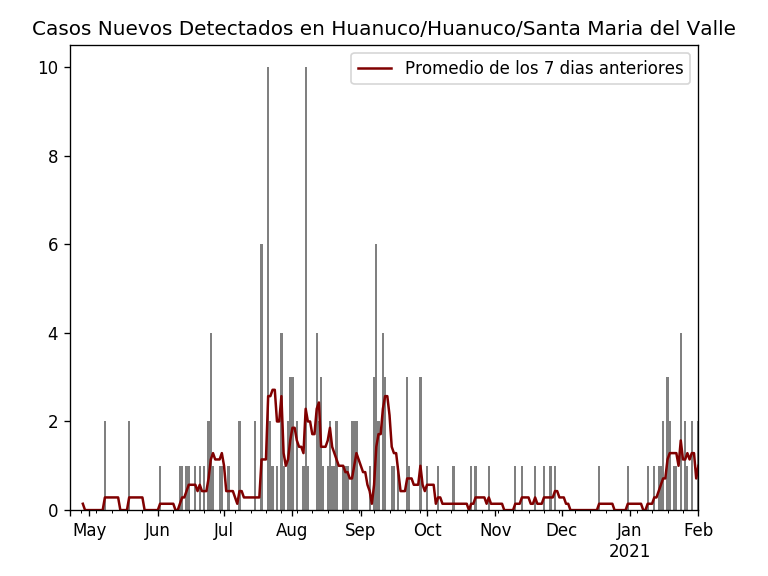 Casos Nuevos Detectados en Huanuco/Huanuco/Santa Maria del Valle
Promedio de los 7 dias anteriores
10
8
6
4
2
0
May Jun Jul Aug Sep Oct Nov Dec Jan Feb
2021